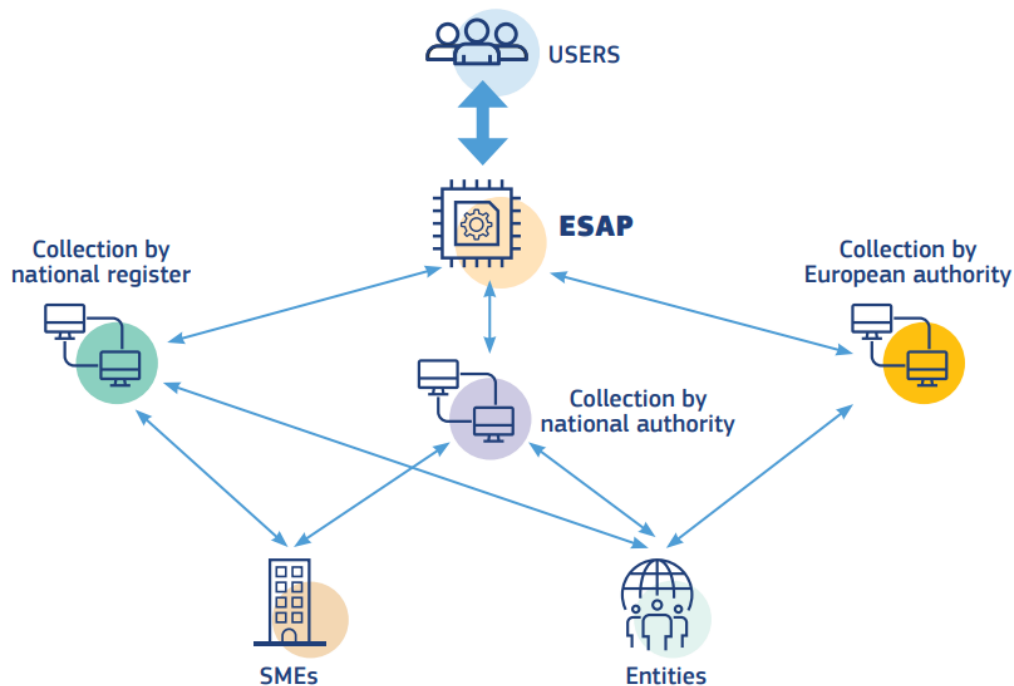 USERS
ESAP
Collection by
national register
Collection by
European authority
Collection by
national authority
SMEs
Entities